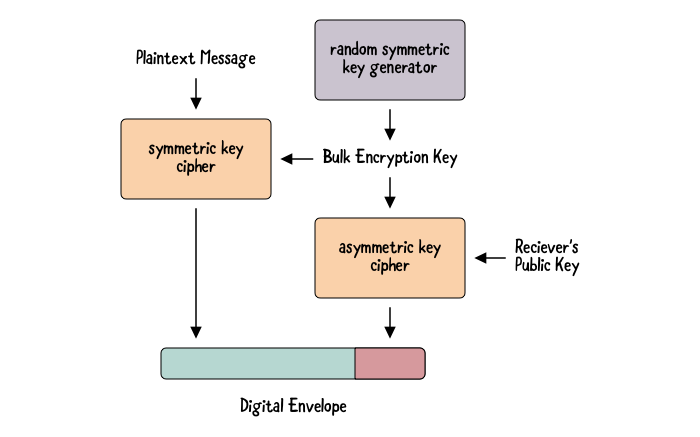 Plaintext Message
random symmetric
key generator
symmetric key
cipher
Bulk Encryption Key
asymmetric key
cipher
Reciever's
Public Key
Digital Envelope